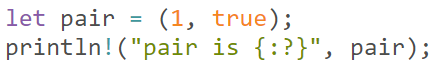 let pair = (1, true);
println!("pair is {:?}", pair);